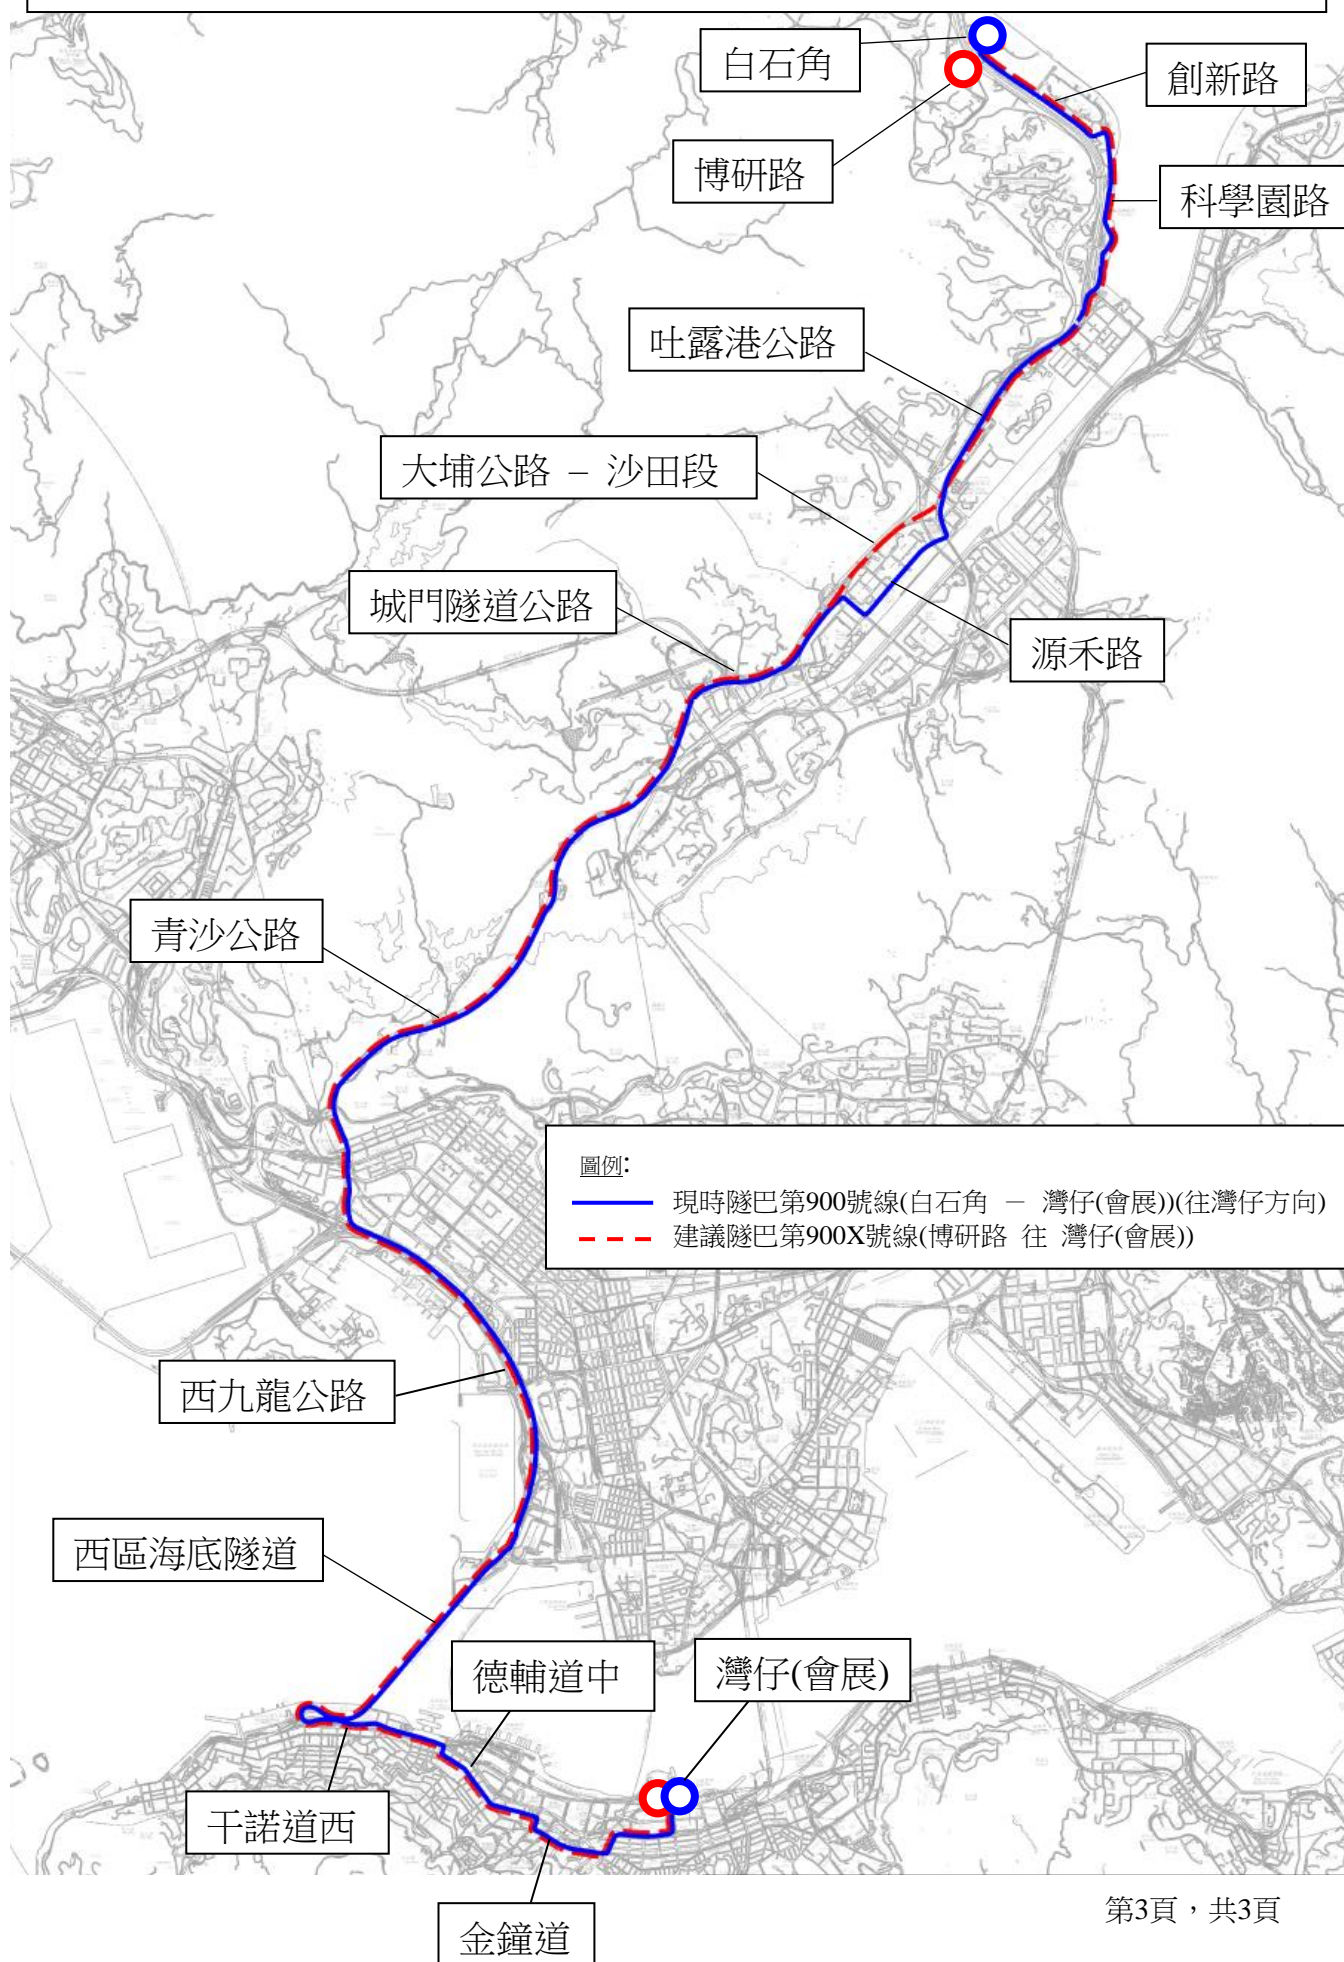 白石角
創新路
博研路
科學園路
吐露港公路
大埔公路 – 沙田段
城門隧道公路
源禾路
青沙公路
圖例:
現時隧巴第900號線(白石角 － 灣仔(會展))(往灣仔方向)
建議隧巴第900X號線(博研路 往 灣仔(會展))
西九龍公路
西區海底隧道
德輔道中
灣仔(會展)
干諾道西
金鐘道
第3頁，共3頁